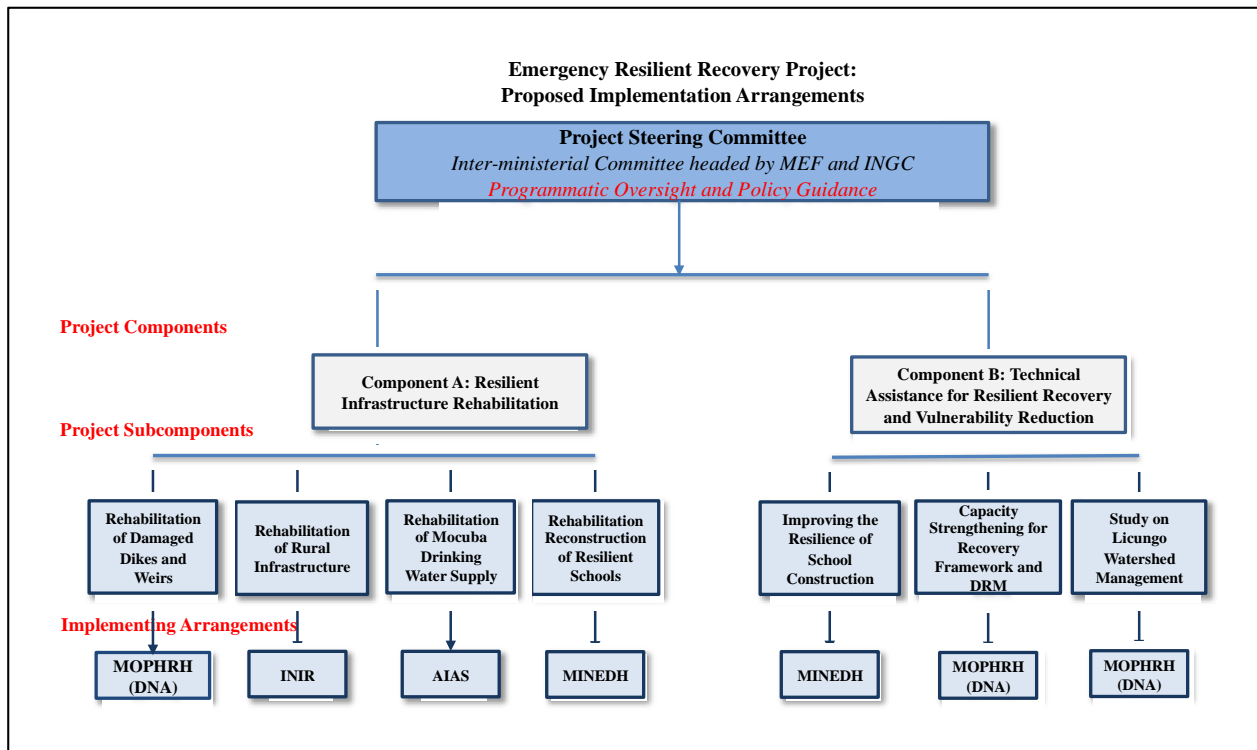 Emergency Resilient Recovery Project:
Proposed Implementation Arrangements
Project Steering Committee
Inter-ministerial Committee headed by MEF and INGC
Programmatic Oversight and Policy Guidance
Project Components
Component A: Resilient
Infrastructure Rehabilitation
Component B: Technical
Assistance for Resilient Recovery
and Vulnerability Reduction
Project Subcomponents
Rehabilitation
of Damaged
Dikes and
Weirs
Rehabilitation
of Rural
Infrastructure
Rehabilitation
of Mocuba
Drinking
Water Supply
Rehabilitation
Reconstruction
of Resilient
Schools
Improving the
Resilience of
School
Construction
Capacity
Strengthening for
Recovery
Framework and
DRM
Study on
Licungo
Watershed
Management
Implementing Arrangements
MOPHRH
(DNA)
INIR
AIAS
MINEDH
MINEDH
MOPHRH
(DNA)
MOPHRH
(DNA)